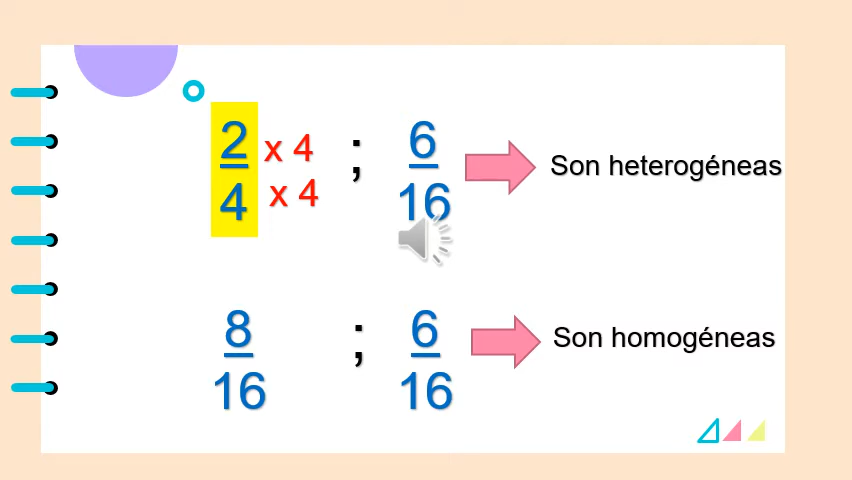 2 x 4 ; 6 Son heterogéneas
4 x 4 16
8 ; 6 Son homogéneas
16 16